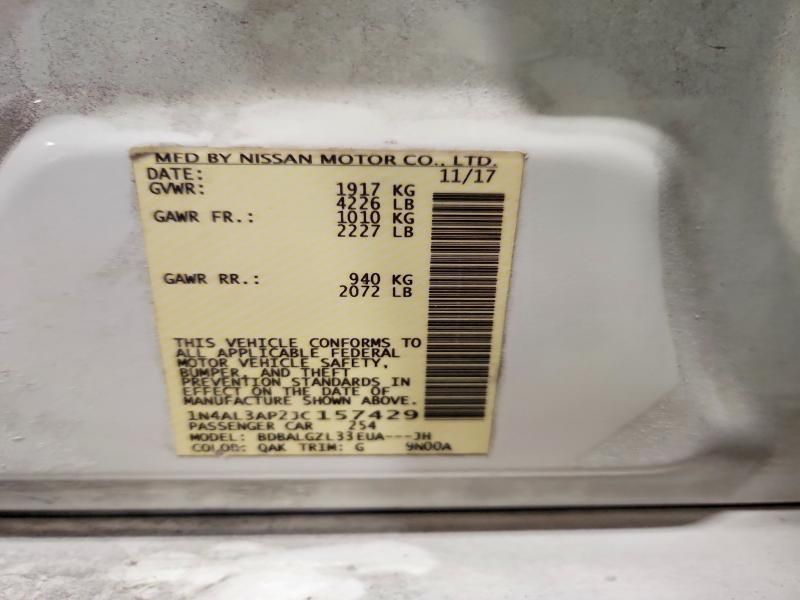 MFD BY NISSAN MOTOR CO., LTD.
DATE: 11/17
GVWR: 1917 KG
4226 LB
GAWR FR.: 1010 KG
2227 LB
GAWR RR.: 940 KG
2072 LB
THIS VEHICLE CONFORMS TO
ALL APPLICABLE FEDERAL
MOTOR VEHICLE SAFETY,
BUMPER, AND THEFT
PREVENTION STANDARDS IN
EFFECT ON THE DATE OF
MANUFACTURE SHOWN ABOVE.
1N4AL3AP2JC157429
PASSENGER CAR 254
MODEL: BDBALGZL33EUA---JH
COLOR: QAK TRIM: G 9N00A